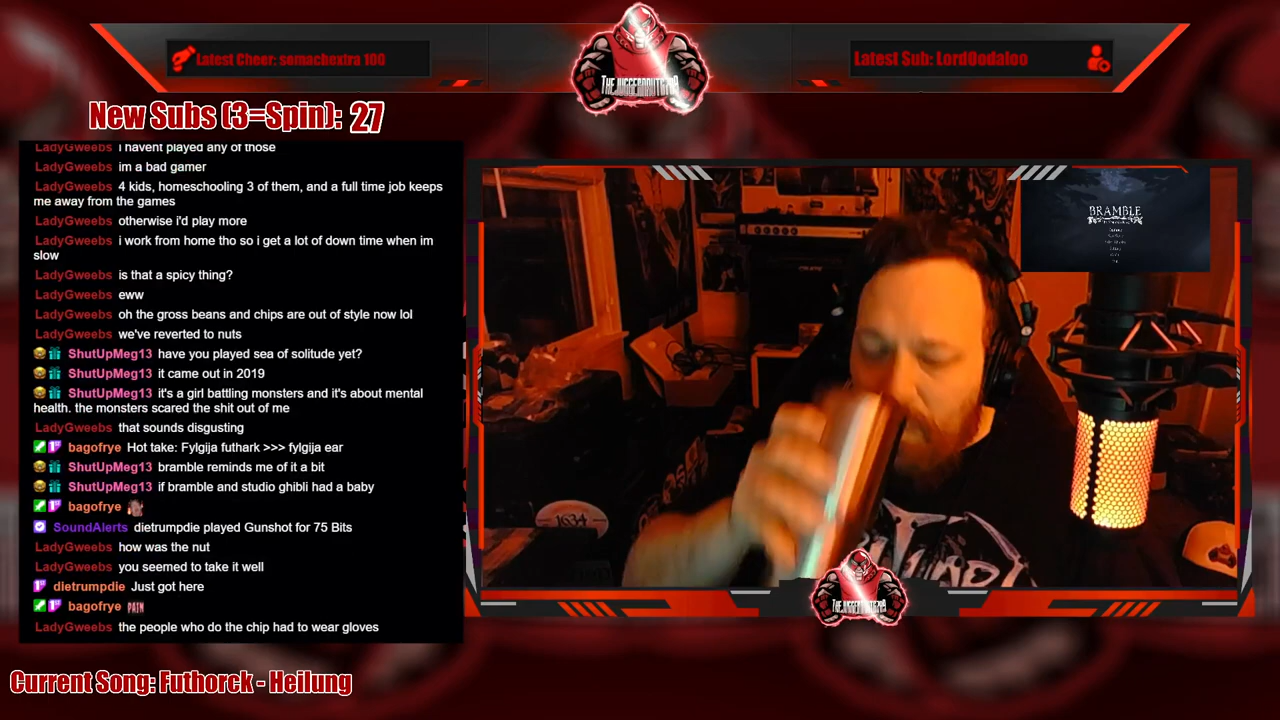 Latest Cheer: somachextra 100
THEJUGGERNAUT6789
Latest Sub: LordOodaloo
New Subs (3=Spin): 27
LadyGweebs i havent played any of those
LadyGweebs im a bad gamer
LadyGweebs 4 kids, homeschooling 3 of them, and a full time job keeps
me away from the games
LadyGweebs otherwise i'd play more
LadyGweebs i work from home tho so i get a lot of down time when im
slow
LadyGweebs is that a spicy thing?
LadyGweebs eww
LadyGweebs oh the gross beans and chips are out of style now lol
LadyGweebs we've reverted to nuts
ShutUpMeg13 have you played sea of solitude yet?
ShutUpMeg13 it came out in 2019
ShutUpMeg13 it's a girl battling monsters and it's about mental
health. the monsters scared the shit out of me
LadyGweebs that sounds disgusting
bagofrye Hot take: Fylgija futhark >>> fylgija ear
ShutUpMeg13 bramble reminds me of it a bit
ShutUpMeg13 if bramble and studio ghibli had a baby
bagofrye
SoundAlerts dietrumpdie played Gunshot for 75 Bits
LadyGweebs how was the nut
LadyGweebs you seemed to take it well
dietrumpdie Just got here
bagofrye PAIN
LadyGweebs the people who do the chip had to wear gloves
BRAMBLE
1634
Current Song: Futhorck - Heilung